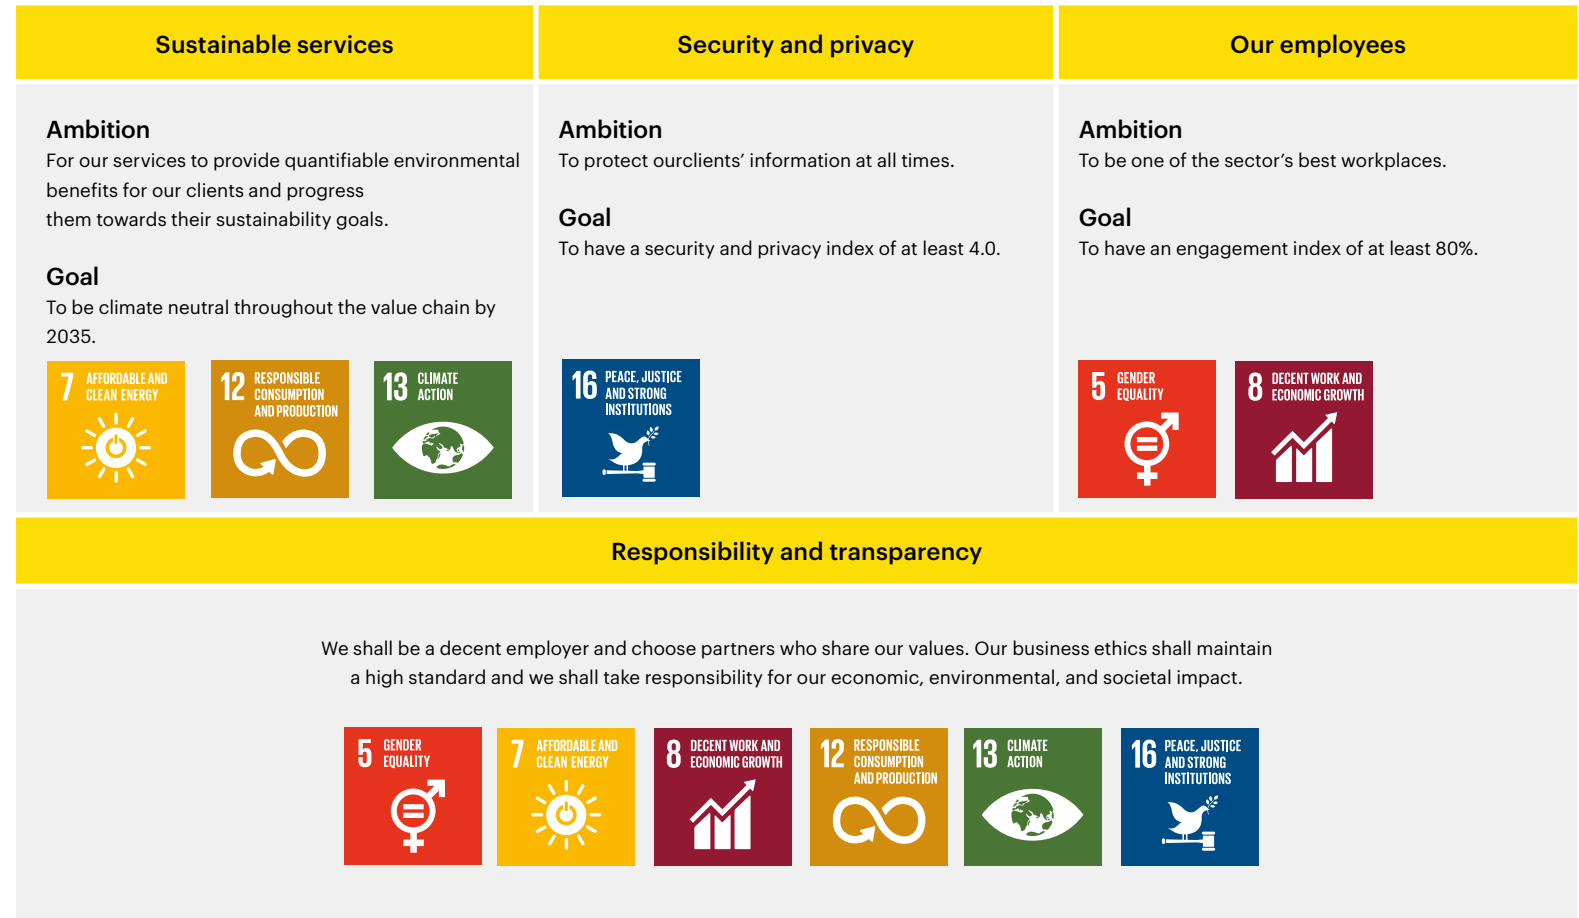 Sustainable services
Security and privacy
Our employees
Ambition
For our services to provide quantifiable environmental
benefits for our clients and progress
them towards their sustainability goals.
Goal
To be climate neutral throughout the value chain by
2035.
7 AFFORDABLE AND
CLEAN ENERGY
12 RESPONSIBLE
CONSUMPTION
AND PRODUCTION
13 CLIMATE
ACTION
Ambition
To protect ourclients’ information at all times.
Goal
To have a security and privacy index of at least 4.0.
16 PEACE, JUSTICE
AND STRONG
INSTITUTIONS
Ambition
To be one of the sector’s best workplaces.
Goal
To have an engagement index of at least 80%.
5 GENDER
EQUALITY
8 DECENT WORK AND
ECONOMIC GROWTH
Responsibility and transparency
We shall be a decent employer and choose partners who share our values. Our business ethics shall maintain
a high standard and we shall take responsibility for our economic, environmental, and societal impact.
5 GENDER
EQUALITY
7 AFFORDABLE AND
CLEAN ENERGY
8 DECENT WORK AND
ECONOMIC GROWTH
12 RESPONSIBLE
CONSUMPTION
AND PRODUCTION
13 CLIMATE
ACTION
16 PEACE, JUSTICE
AND STRONG
INSTITUTIONS